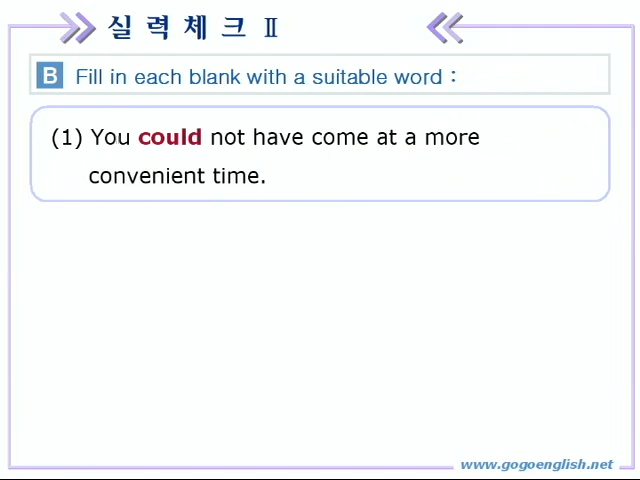 실 력 체 크 Ⅱ
B Fill in each blank with a suitable word :
(1) You could not have come at a more
convenient time.
www.gogoenglish.net